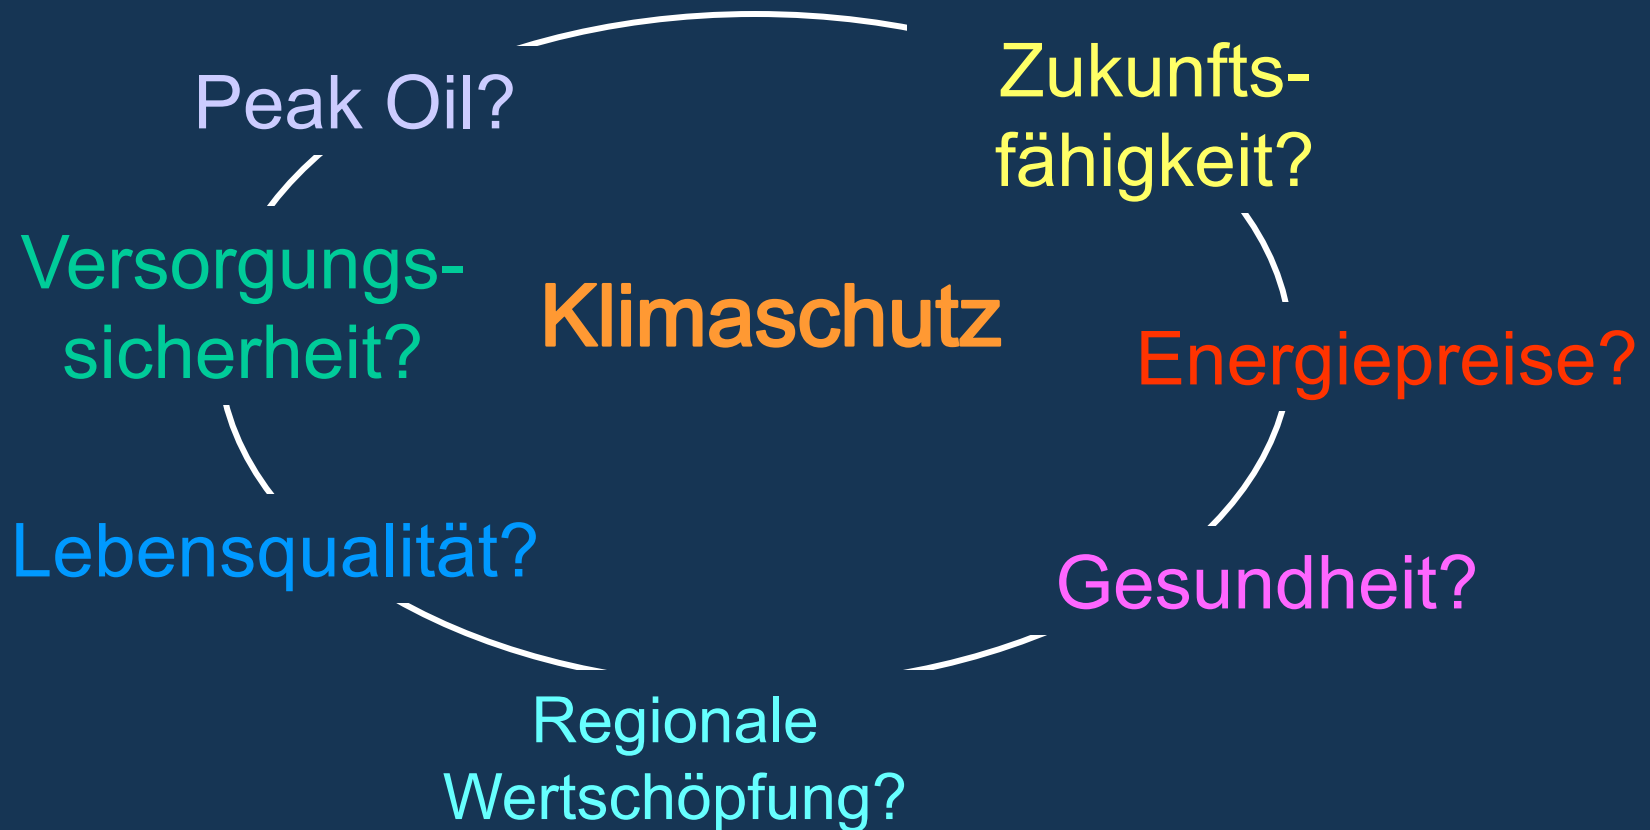 Peak Oil?
Zukunfts-
fähigkeit?
Versorgungs-
sicherheit?
Klimaschutz
Energiepreise?
Lebensqualität?
Gesundheit?
Regionale
Wertschöpfung?